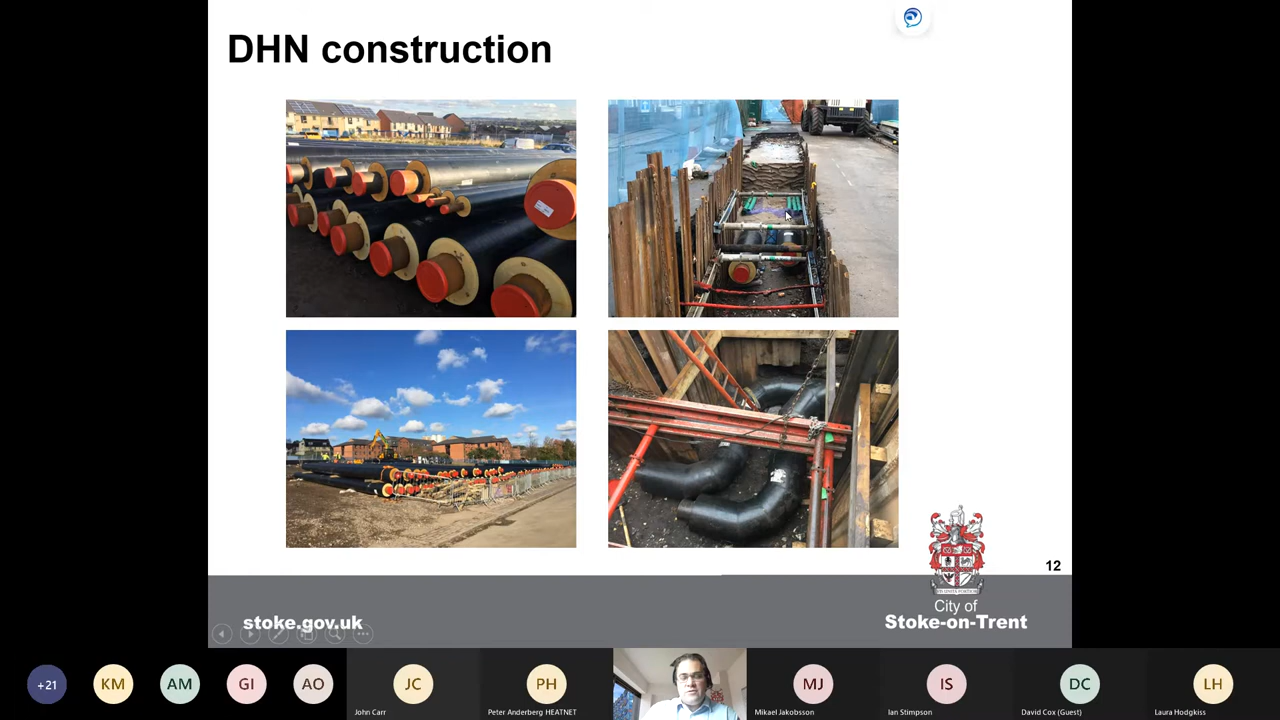 DHN construction
12
stoke.gov.uk
City of
Stoke-on-Trent
+21
KM
AM
GI
AO
JC
PH
MJ
IS
DC
LH
John Carr
Peter Anderberg HEATNET
Mikael Jakobsson
Ian Stimpson
David Cox (Guest)
Laura Hodgkiss